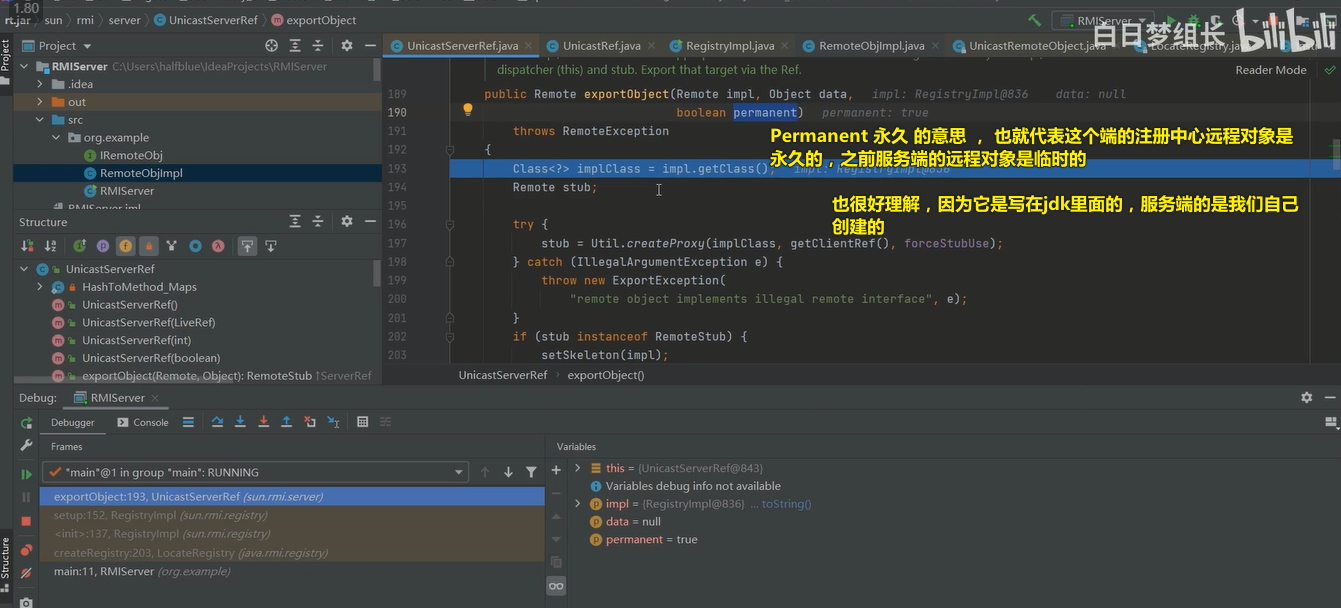 1.80
rt.jar sun rmi server UnicastServerRef exportObject RMIServer
白日梦组长 bilibili
Project
Project
RMIServer C:\Users\halfblue\IdeaProjects\RMIServer
.idea
out
src
org.example
IRemoteObj
RemoteObjImpl
RMIServer
RMIServer.iml
Structure
UnicastServerRef
HashToMethod_Maps
UnicastServerRef()
UnicastServerRef(LiveRef)
UnicastServerRef(int)
UnicastServerRef(boolean)
exportObject(Remote, Object): RemoteStub ↑ServerRef
UnicastServerRef.java UnicastRef.java RegistryImpl.java RemoteObjImpl.java UnicastRemoteObject.java LocateRegistry.java
dispatcher (this) and stub. Export that target via the Ref.
Reader Mode
189 public Remote exportObject(Remote impl, Object data, impl: RegistryImpl@836 data: null
190 boolean permanent) permanent: true
191 throws RemoteException
192 {
193 Class<?> implClass = impl.getClass(); impl: RegistryImpl@836
194 Remote stub;
195
196 try {
197 stub = Util.createProxy(implClass, getClientRef(), forceStubUse);
198 } catch (IllegalArgumentException e) {
199 throw new ExportException(
200 "remote object implements illegal remote interface", e);
201 }
202 if (stub instanceof RemoteStub) {
203 setSkeleton(impl);
Permanent 永久 的意思 ， 也就代表这个端的注册中心远程对象是
永久的，之前服务端的远程对象是临时的
也很好理解，因为它是写在jdk里面的，服务端的是我们自己
创建的
UnicastServerRef exportObject()
Debug: RMIServer
Debugger Console
Frames
"main"@1 in group "main": RUNNING
exportObject:193, UnicastServerRef (sun.rmi.server)
setup:152, RegistryImpl (sun.rmi.registry)
<init>:137, RegistryImpl (sun.rmi.registry)
createRegistry:203, LocateRegistry (java.rmi.registry)
main:11, RMIServer (org.example)
Variables
this = {UnicastServerRef@843}
Variables debug info not available
impl = {RegistryImpl@836} ... toString()
data = null
permanent = true
Structure